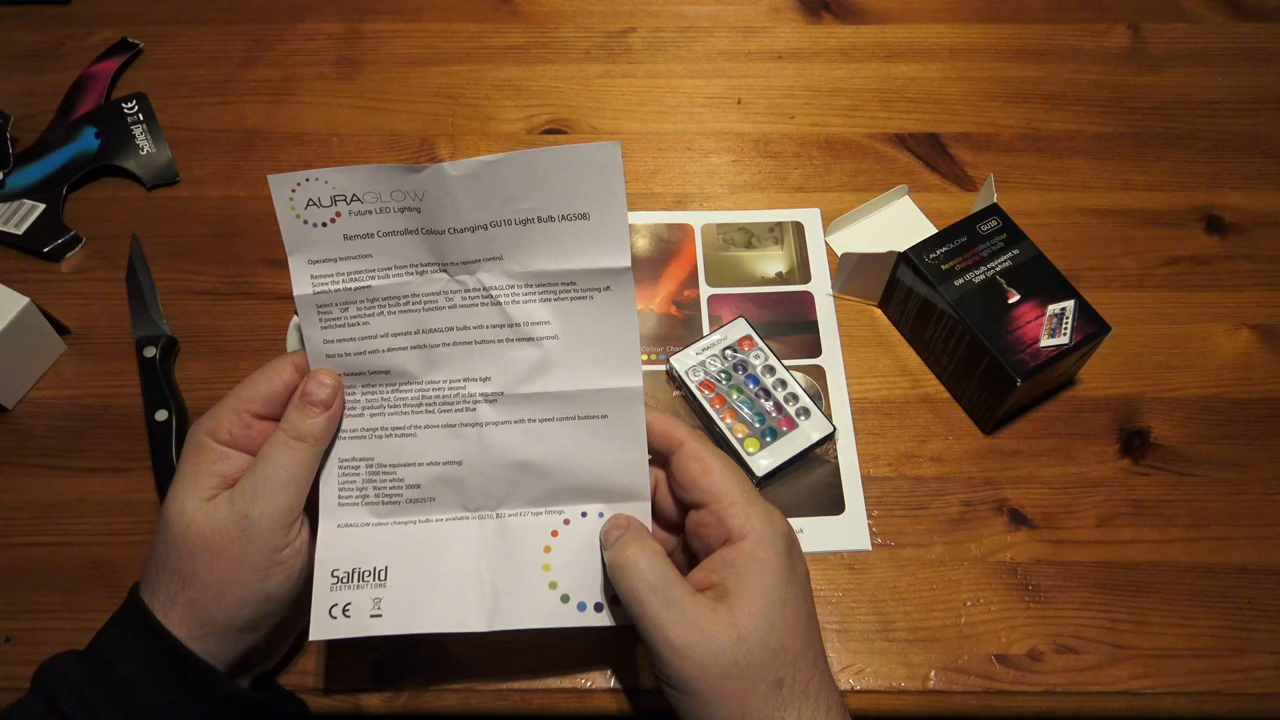 AURAGLOW
Future LED Lighting
Remote Controlled Colour Changing GU10 Light Bulb (AG508)
Operating Instructions
Remove the protective cover from the battery on the remote control.
Screw the AURAGLOW bulb into the light socket
Switch on the power.
Select a colour or light setting on the control to turn on the AURAGLOW to the selection made.
Press "Off" to turn the bulb off and press "On" to turn back on to the same setting prior to turning off.
If power is switched off, the memory function will resume the bulb to the same state when power is
switched back on.
One remote control will operate all AURAGLOW bulbs with a range up to 10 metres.
Not to be used with a dimmer switch (use the dimmer buttons on the remote control).
fantastic Settings
Static - either in your preferred colour or pure White light
Flash - jumps to a different colour every second
Strobe - turns Red, Green and Blue on and off in fast sequence
Fade - gradually fades through each colour in the spectrum
Smooth - gently switches from Red, Green and Blue
You can change the speed of the above colour changing programs with the speed control buttons on
the remote (2 top left buttons).
Specifications
Wattage - 6W (50w equivalent on white setting)
Lifetime - 15000 Hours
Lumen - 350lm (on white)
White light - Warm white 3000K
Beam angle - 60 Degrees
Remote Control Battery - CR2025/3V
AURAGLOW colour changing bulbs are available in GU10, B22 and E27 type fittings.
Safield
DISTRIBUTIONS
CE
Safield
CE
Colour
uk
AURAGLOW
W
AURAGLOW
GU10
Remote controlled colour
changing light bulb
6W LED bulb equivalent to
50W (on white)